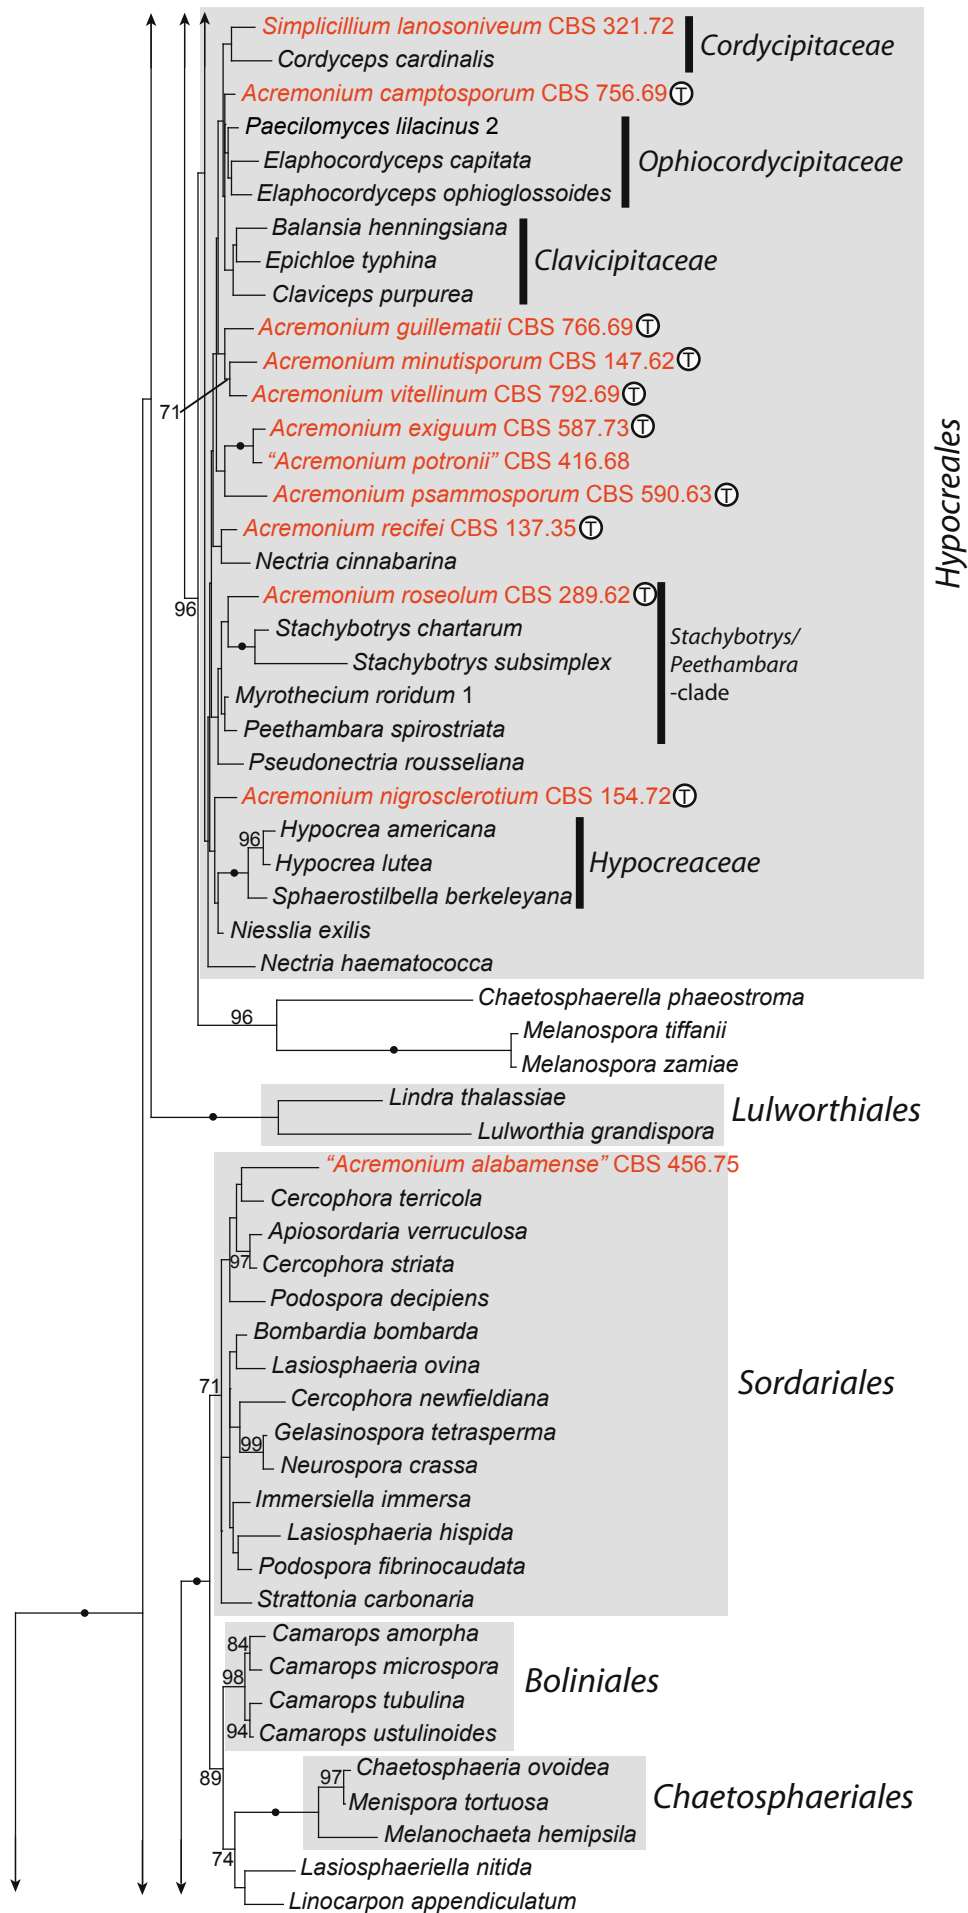 Simplicillium lanosoniveum CBS 321.72
Cordyceps cardinalis
Cordycipitaceae
Acremonium camptosporum CBS 756.69 T
Paecilomyces lilacinus 2
Elaphocordyceps capitata
Elaphocordyceps ophioglossoides
Ophiocordycipitaceae
Balansia henningsiana
Epichloe typhina
Claviceps purpurea
Clavicipitaceae
Acremonium guillematii CBS 766.69 T
Acremonium minutisporum CBS 147.62 T
Acremonium vitellinum CBS 792.69 T
71
Acremonium exiguum CBS 587.73 T
“Acremonium potronii” CBS 416.68
Acremonium psammosporum CBS 590.63 T
Acremonium recifei CBS 137.35 T
Nectria cinnabarina
Hypocreales
96
Acremonium roseolum CBS 289.62 T
Stachybotrys chartarum
Stachybotrys subsimplex
Myrothecium roridum 1
Peethambara spirostriata
Stachybotrys/
Peethambara
-clade
Pseudonectria rousseliana
Acremonium nigrosclerotium CBS 154.72 T
96
Hypocrea americana
Hypocrea lutea
Sphaerostilbella berkeleyana
Hypocreaceae
Niesslia exilis
Nectria haematococca
96
Chaetosphaerella phaeostroma
Melanospora tiffanii
Melanospora zamiae
Lindra thalassiae
Lulworthia grandispora
Lulworthiales
“Acremonium alabamense” CBS 456.75
Cercophora terricola
Apiosordaria verruculosa
97
Cercophora striata
Podospora decipiens
Bombardia bombarda
Lasiosphaeria ovina
71
Sordariales
Cercophora newfieldiana
Gelasinospora tetrasperma
99
Neurospora crassa
Immersiella immersa
Lasiosphaeria hispida
Podospora fibrinocaudata
Strattonia carbonaria
Camarops amorpha
84
Camarops microspora
98
Camarops tubulina
94
Camarops ustulinoides
Boliniales
89
Chaetosphaeria ovoidea
97
Menispora tortuosa
Melanochaeta hemipsila
Chaetosphaeriales
74
Lasiosphaeriella nitida
Linocarpon appendiculatum